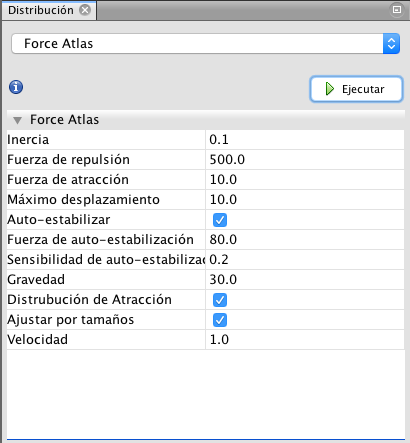 Distribución
Force Atlas
Ejecutar
Force Atlas
Inercia 0.1
Fuerza de repulsión 500.0
Fuerza de atracción 10.0
Máximo desplazamiento 10.0
Auto-estabilizar
Fuerza de auto-estabilización 80.0
Sensibilidad de auto-estabilizac 0.2
Gravedad 30.0
Distrubución de Atracción
Ajustar por tamaños
Velocidad 1.0